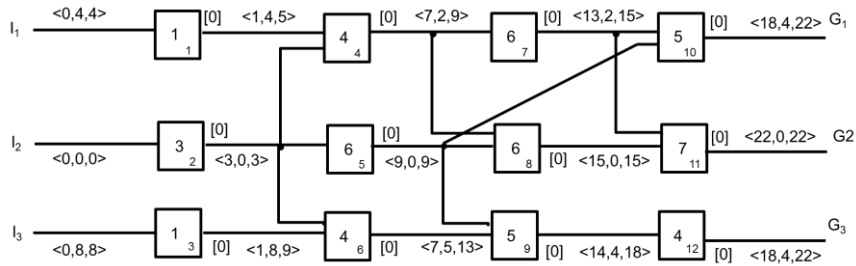 I1 <0,4,4> 1 1 [0] <1,4,5> 4 4 [0] <7,2,9> 6 7 [0] <13,2,15> 5 10 [0] <18,4,22> G1
I2 <0,0,0> 3 2 [0] <3,0,3> 6 5 [0] <9,0,9> 6 8 [0] <15,0,15> 7 11 [0] <22,0,22> G2
I3 <0,8,8> 1 3 [0] <1,8,9> 4 6 [0] <7,5,13> 5 9 [0] <14,4,18> 4 12 [0] <18,4,22> G3